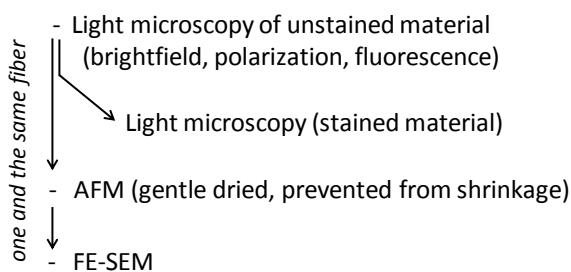 - Light microscopy of unstained material
(brightfield, polarization, fluorescence)
Light microscopy (stained material)
- AFM (gentle dried, prevented from shrinkage)
- FE-SEM
one and the same fiber